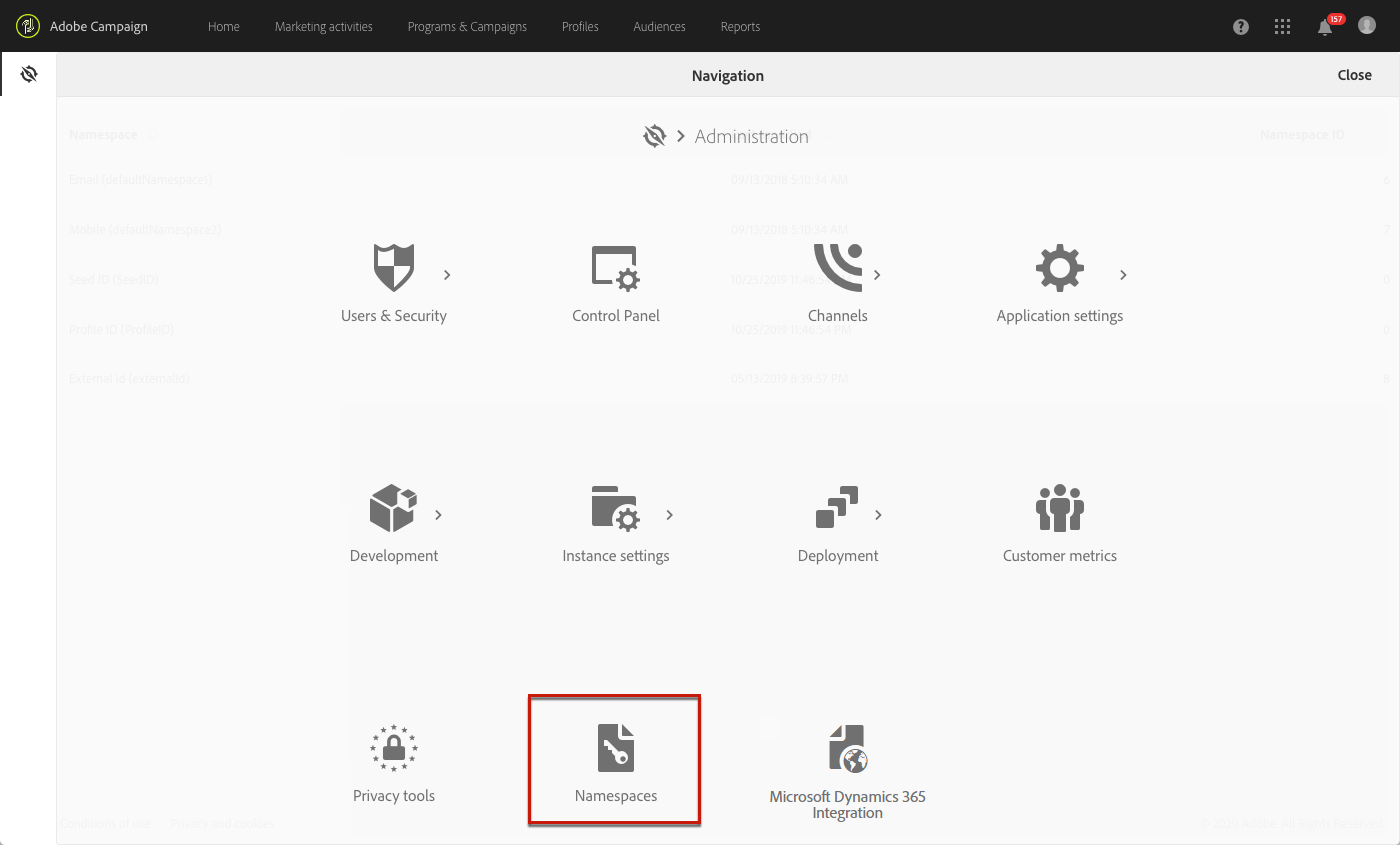 Adobe Campaign
Home
Marketing activities
Programs & Campaigns
Profiles
Audiences
Reports
157
Navigation
Close
Administration
Namespace
Namespace ID
Email (defaultNamespace1)
09/13/2018 5:10:34 AM
6
Mobile (defaultNamespace2)
09/13/2018 5:10:34 AM
7
Seed ID (SeedID)
10/25/2019 11:46:54
0
Profile ID (ProfileID)
10/25/2019 11:46:54 PM
0
External id (externalId)
05/13/2019 8:39:57 PM
8
Users & Security
Control Panel
Channels
Application settings
Development
Instance settings
Deployment
Customer metrics
Privacy tools
Namespaces
Microsoft Dynamics 365
Integration
Conditions of use
Privacy and cookies
© 2020 Adobe. All Rights Reserved.